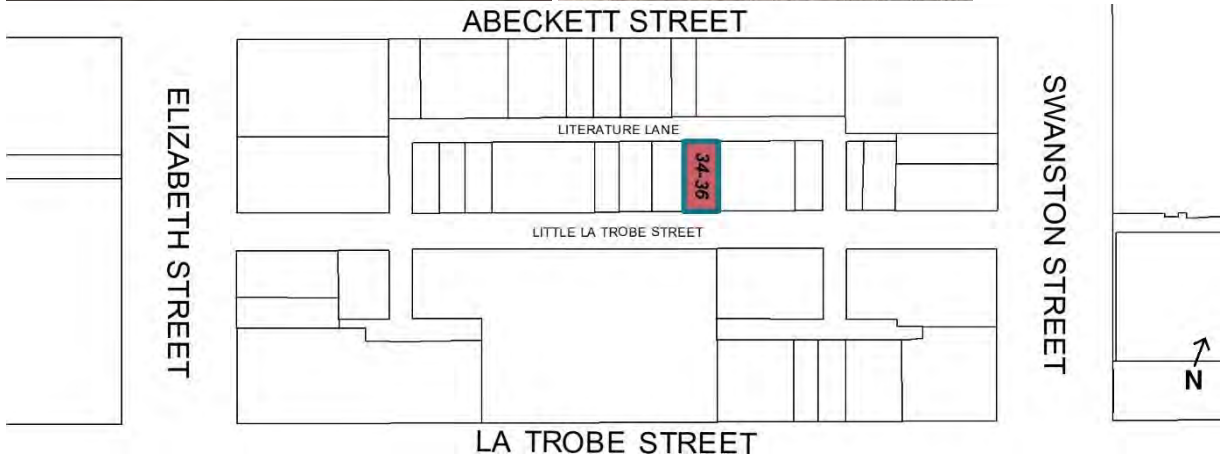 ABECKETT STREET
ELIZABETH STREET
SWANSTON STREET
LITERATURE LANE
34-36
LITTLE LA TROBE STREET
N
LA TROBE STREET